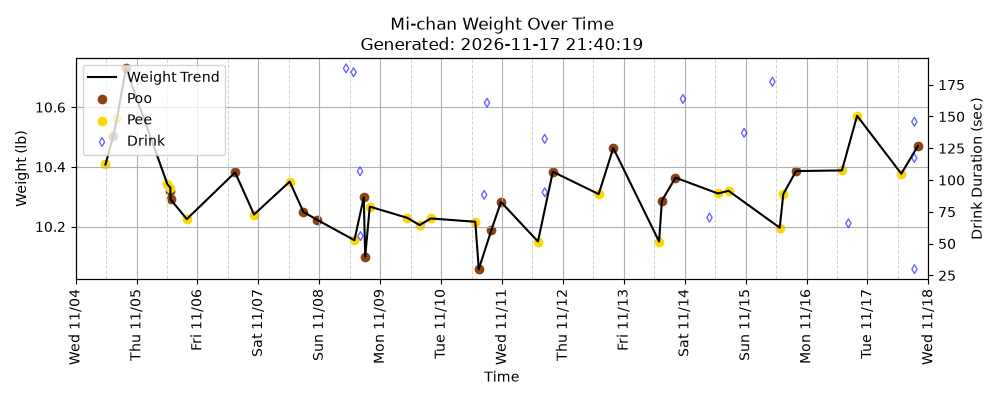 Mi-chan Weight Over Time
Generated: 2026-11-17 21:40:19
Weight Trend
Poo
Pee
Drink
Weight (lb)
10.6
10.4
10.2
175
150
125
100
75
50
25
Drink Duration (sec)
Wed 11/04
Thu 11/05
Fri 11/06
Sat 11/07
Sun 11/08
Mon 11/09
Tue 11/10
Wed 11/11
Thu 11/12
Fri 11/13
Sat 11/14
Sun 11/15
Mon 11/16
Tue 11/17
Wed 11/18
Time